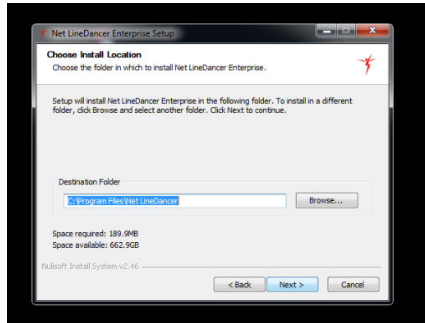 Net LineDancer Enterprise Setup
Choose Install Location
Choose the folder in which to install Net LineDancer Enterprise.
Setup will install Net LineDancer Enterprise in the following folder. To install in a different
folder, click Browse and select another folder. Click Next to continue.
Destination Folder
C:\Program Files\Net LineDancer
Browse...
Space required: 189.9MB
Space available: 662.9GB
Nullsoft Install System v2.46
< Back
Next >
Cancel